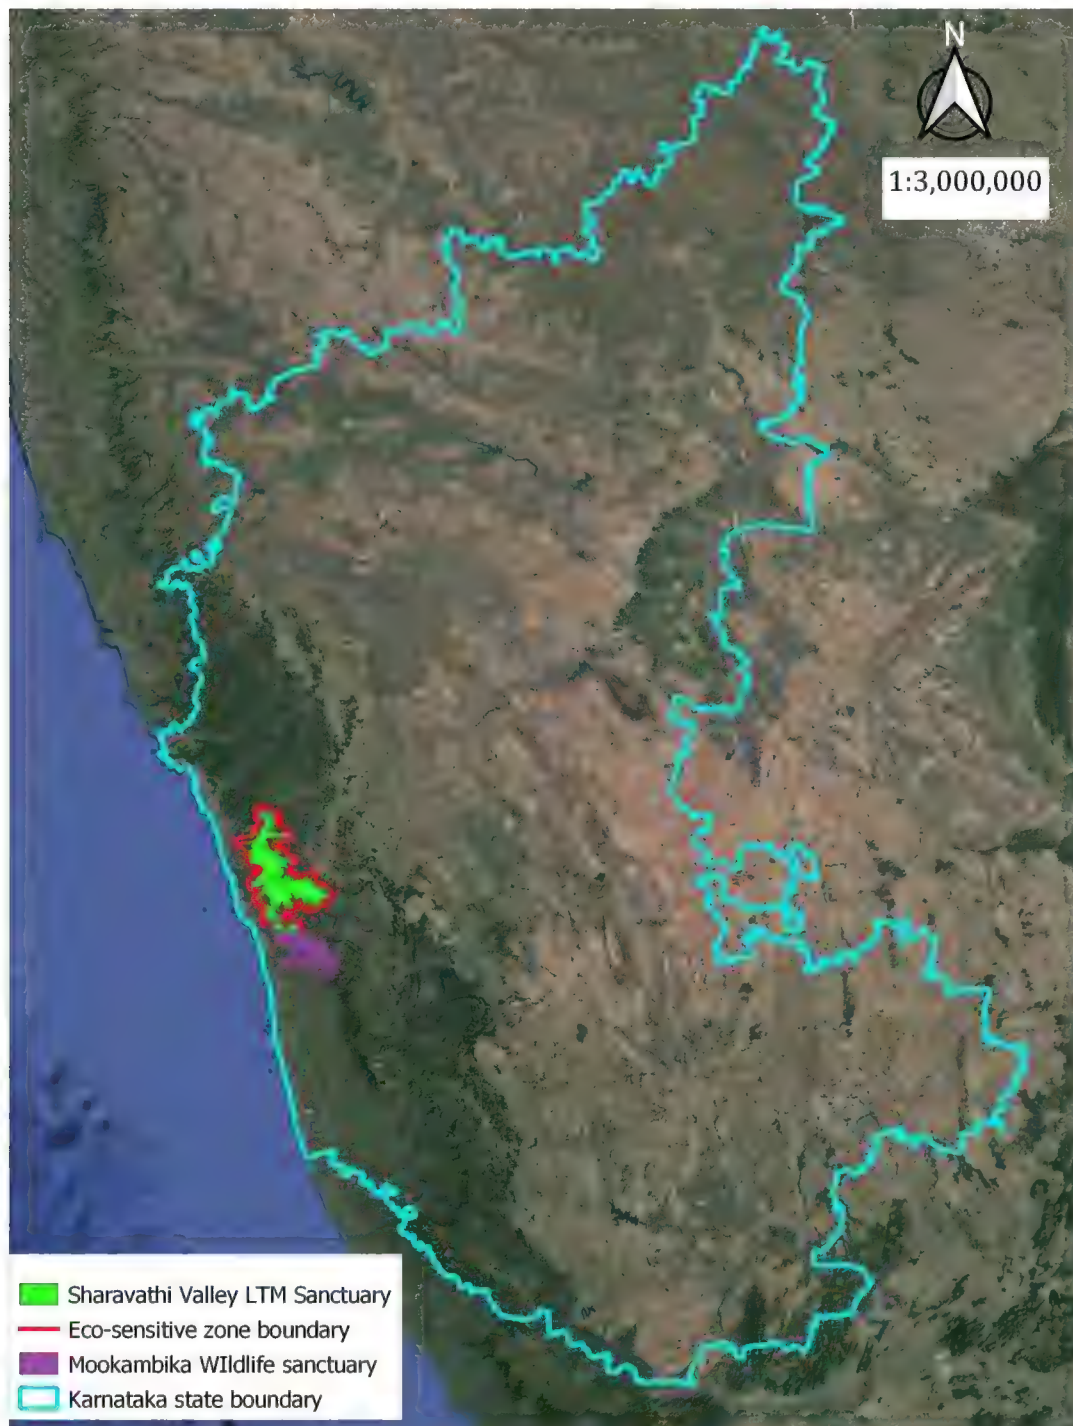 N
1:3,000,000
Sharavathi Valley LTM Sanctuary
Eco-sensitive zone boundary
Mookambika WIldlife sanctuary
Karnataka state boundary